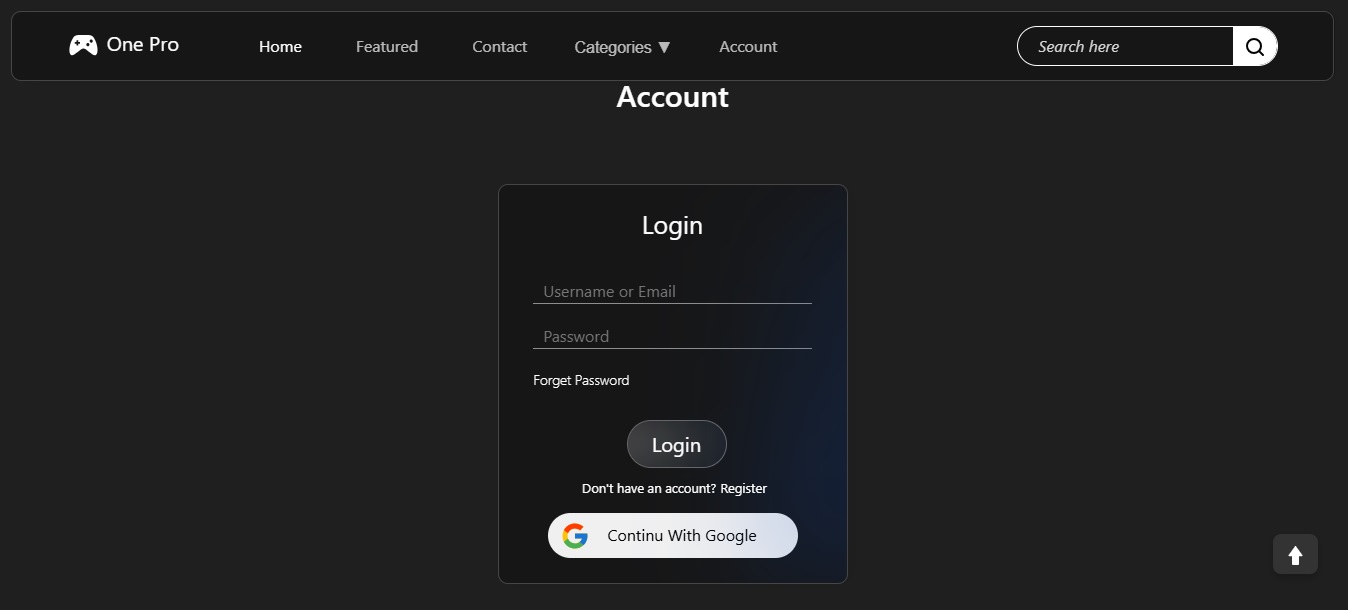 One Pro Home Featured Contact Categories ▼ Account Search here
Account
Login
Username or Email
Password
Forget Password
Login
Don't have an account? Register
Continu With Google